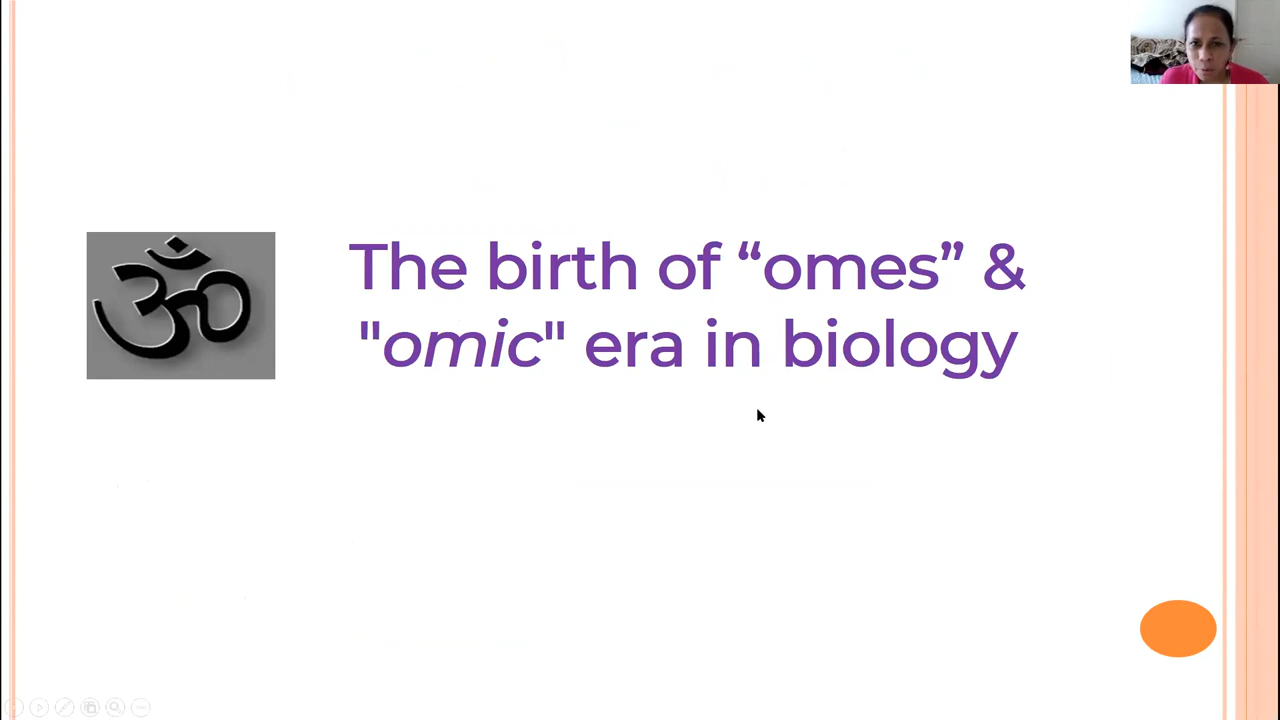 ॐ
The birth of “omes” &
"omic" era in biology